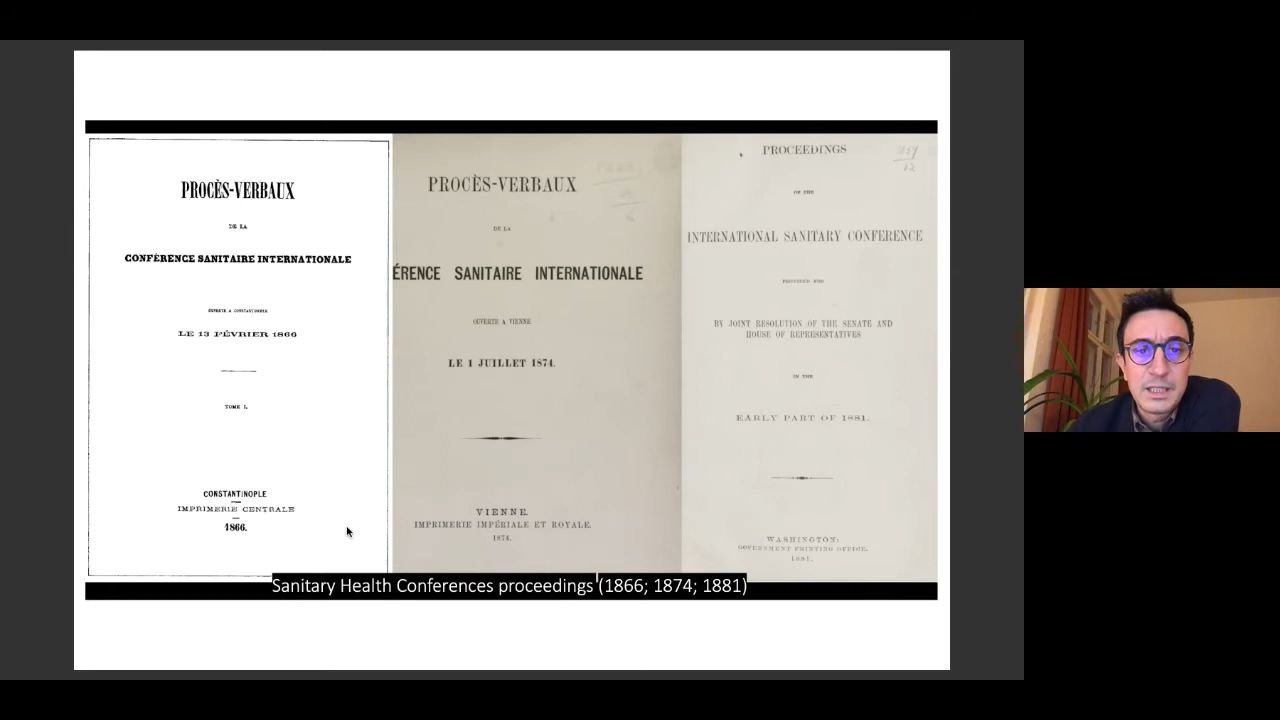 PROCÈS-VERBAUX
DE LA
CONFÉRENCE SANITAIRE INTERNATIONALE
OUVERTE A CONSTANTINOPLE
LE 13 FÉVRIER 1866
TOME I.
CONSTANTINOPLE
IMPRIMERIE CENTRALE
1866.
PROCÈS-VERBAUX
DE LA
ÉRENCE SANITAIRE INTERNATIONALE
OUVERTE A VIENNE
LE 1 JUILLET 1874.
VIENNE.
IMPRIMERIE IMPÉRIALE ET ROYALE.
1874.
PROCEEDINGS
OF THE
INTERNATIONAL SANITARY CONFERENCE
PROVIDED FOR
BY JOINT RESOLUTION OF THE SENATE AND
HOUSE OF REPRESENTATIVES
IN THE
EARLY PART OF 1881.
WASHINGTON:
GOVERNMENT PRINTING OFFICE.
1881.
Sanitary Health Conferences proceedings (1866; 1874; 1881)